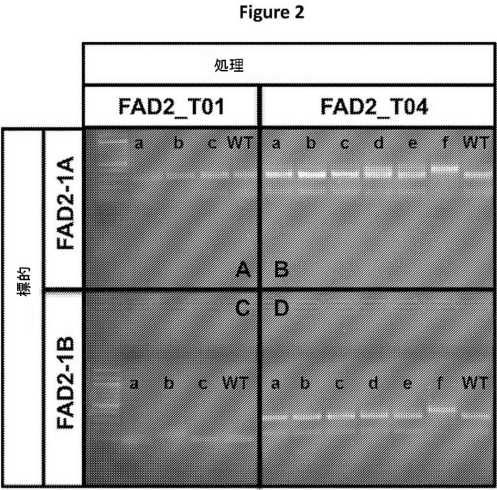 Figure 2
処理
FAD2_T01 FAD2_T04
標的
FAD2-1A
a b c WT a b c d e f WT
A B
FAD2-1B
C D
a b c WT a b c d e f WT